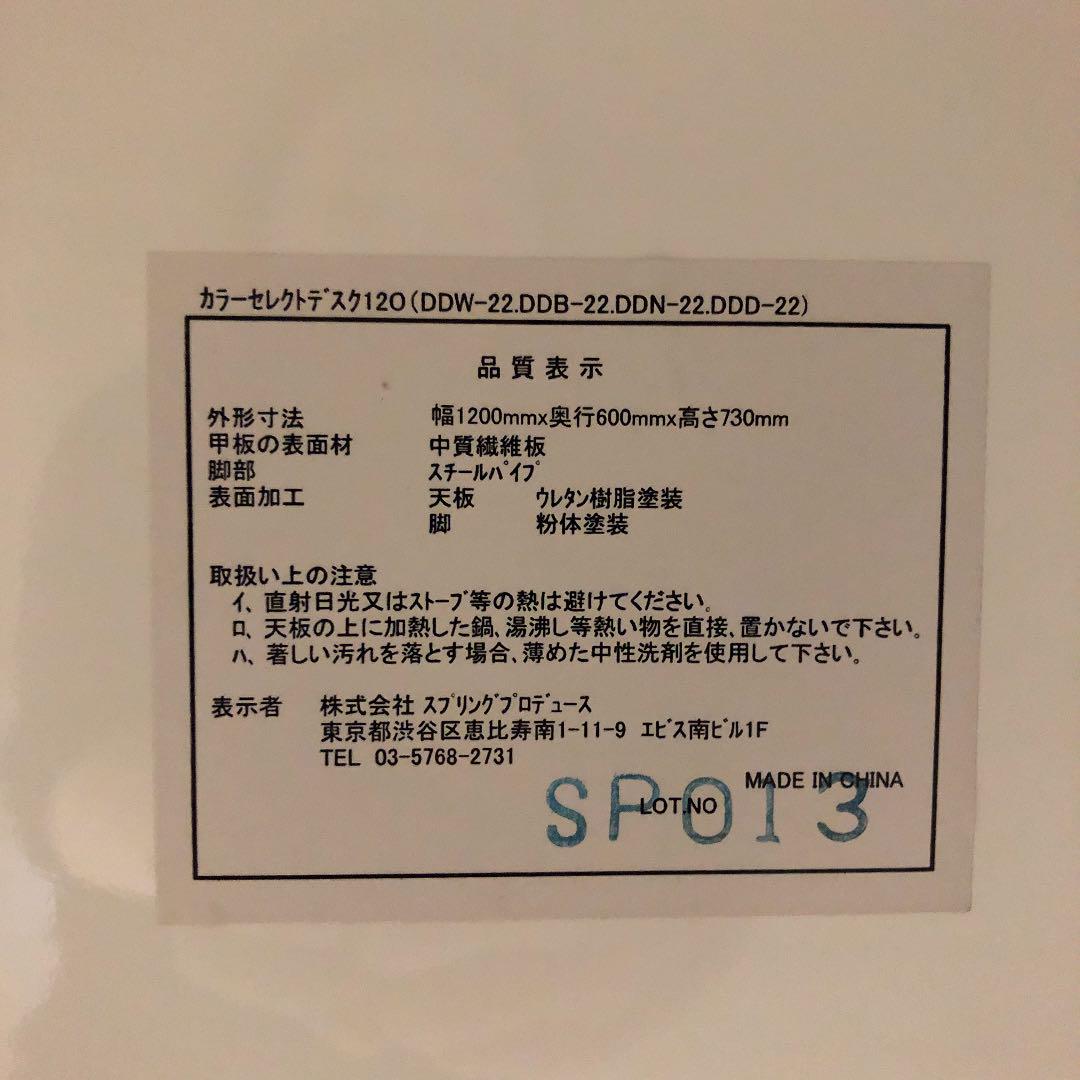 ｶﾗｰｾﾚｸﾄﾃﾞｽｸ120(DDW-22.DDB-22.DDN-22.DDD-22)
品質表示
外形寸法 幅1200mmx奥行600mmx高さ730mm
甲板の表面材 中質繊維板
脚部 ｽﾁｰﾙﾊﾟｲﾌﾟ
表面加工 天板 ｳﾚﾀﾝ樹脂塗装
脚 粉体塗装
取扱い上の注意
ｲ、直射日光又はｽﾄｰﾌﾞ等の熱は避けてください。
ﾛ、天板の上に加熱した鍋、湯沸し等熱い物を直接、置かないで下さい。
ﾊ、著しい汚れを落とす場合、薄めた中性洗剤を使用して下さい。
表示者 株式会社 ｽﾌﾟﾘﾝｸﾞﾌﾟﾛﾃﾞｭｰｽ
東京都渋谷区恵比寿南1-11-9 ｴﾋﾞｽ南ﾋﾞﾙ1F
TEL 03-5768-2731
MADE IN CHINA
LOT.NO
SP013